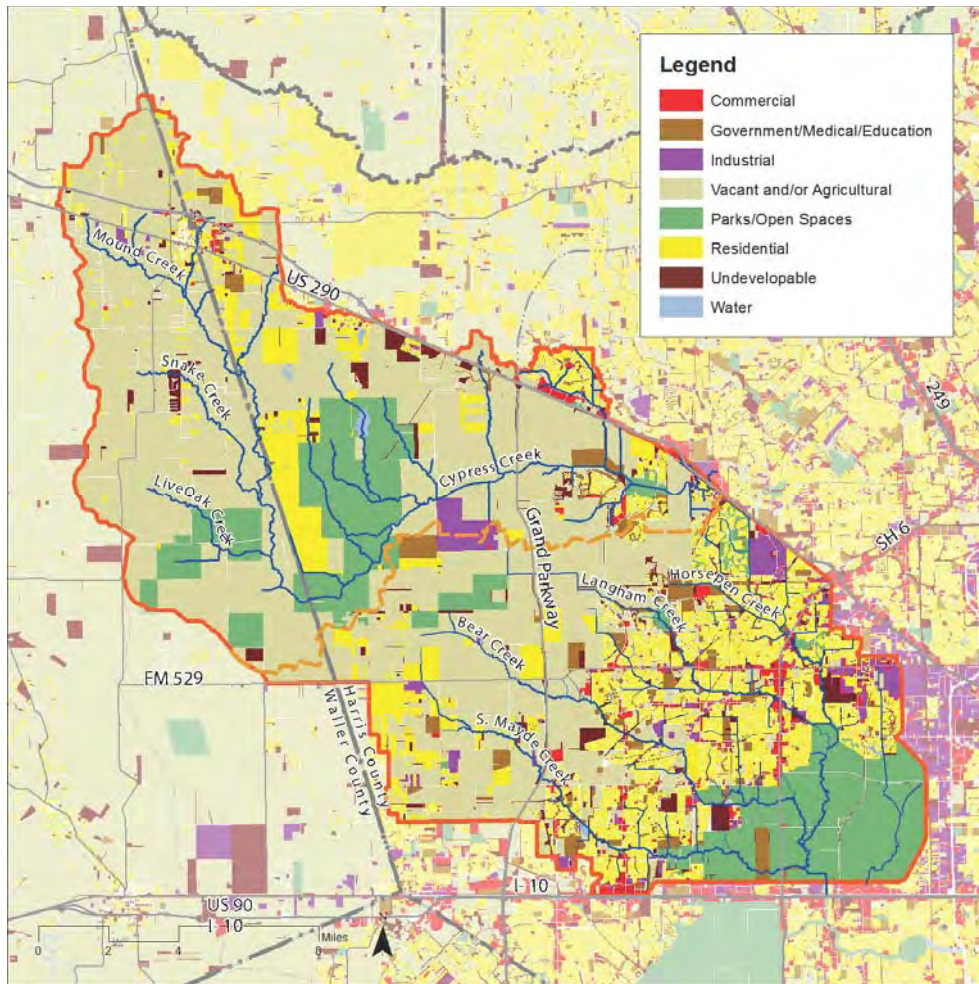 Legend
Commercial
Government/Medical/Education
Industrial
Vacant and/or Agricultural
Parks/Open Spaces
Residential
Undevelopable
Water
Mound Creek
US 290
Snake Creek
249
Cypress Creek
LiveOak Creek
Grand Parkway
SH 6
Langham Creek
Horsepen Creek
Bear Creek
FM 529
Harris County
Waller County
S. Mayde Creek
I- 10
US 90
I- 10
0 2 4 8 Miles